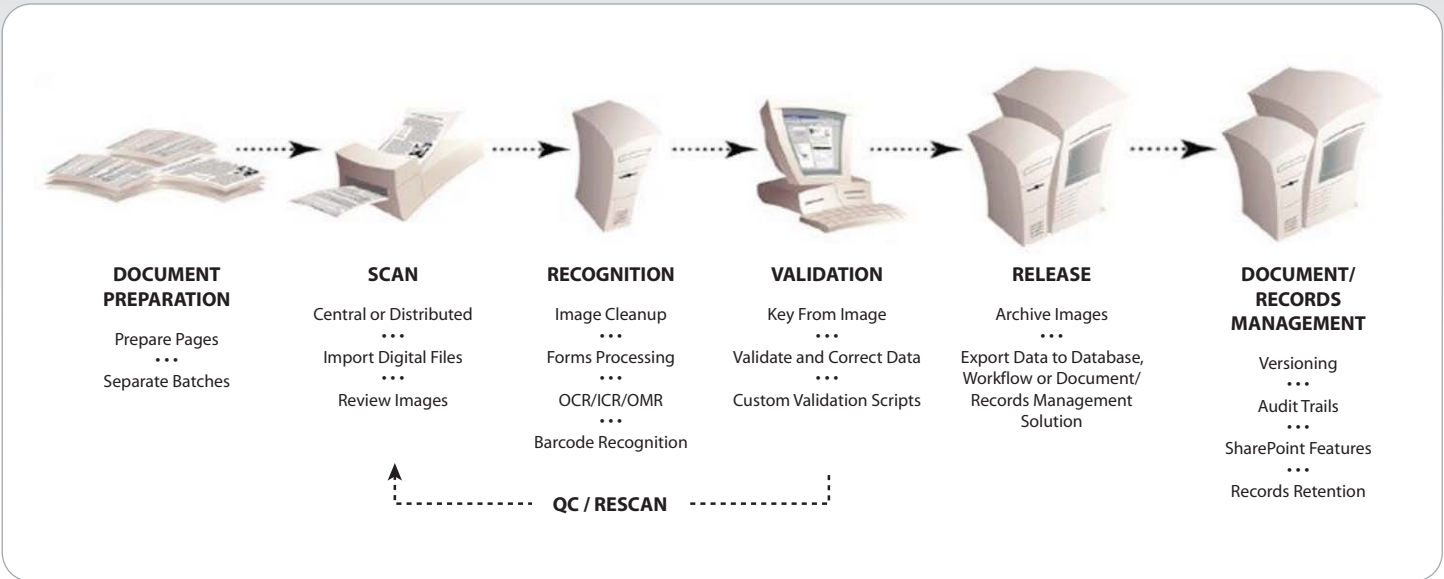 DOCUMENT
PREPARATION
Prepare Pages
•••
Separate Batches
SCAN
Central or Distributed
•••
Import Digital Files
•••
Review Images
RECOGNITION
Image Cleanup
•••
Forms Processing
•••
OCR/ICR/OMR
•••
Barcode Recognition
VALIDATION
Key From Image
•••
Validate and Correct Data
•••
Custom Validation Scripts
RELEASE
Archive Images
•••
Export Data to Database,
Workflow or Document/
Records Management
Solution
DOCUMENT/
RECORDS
MANAGEMENT
Versioning
•••
Audit Trails
•••
SharePoint Features
•••
Records Retention
QC / RESCAN